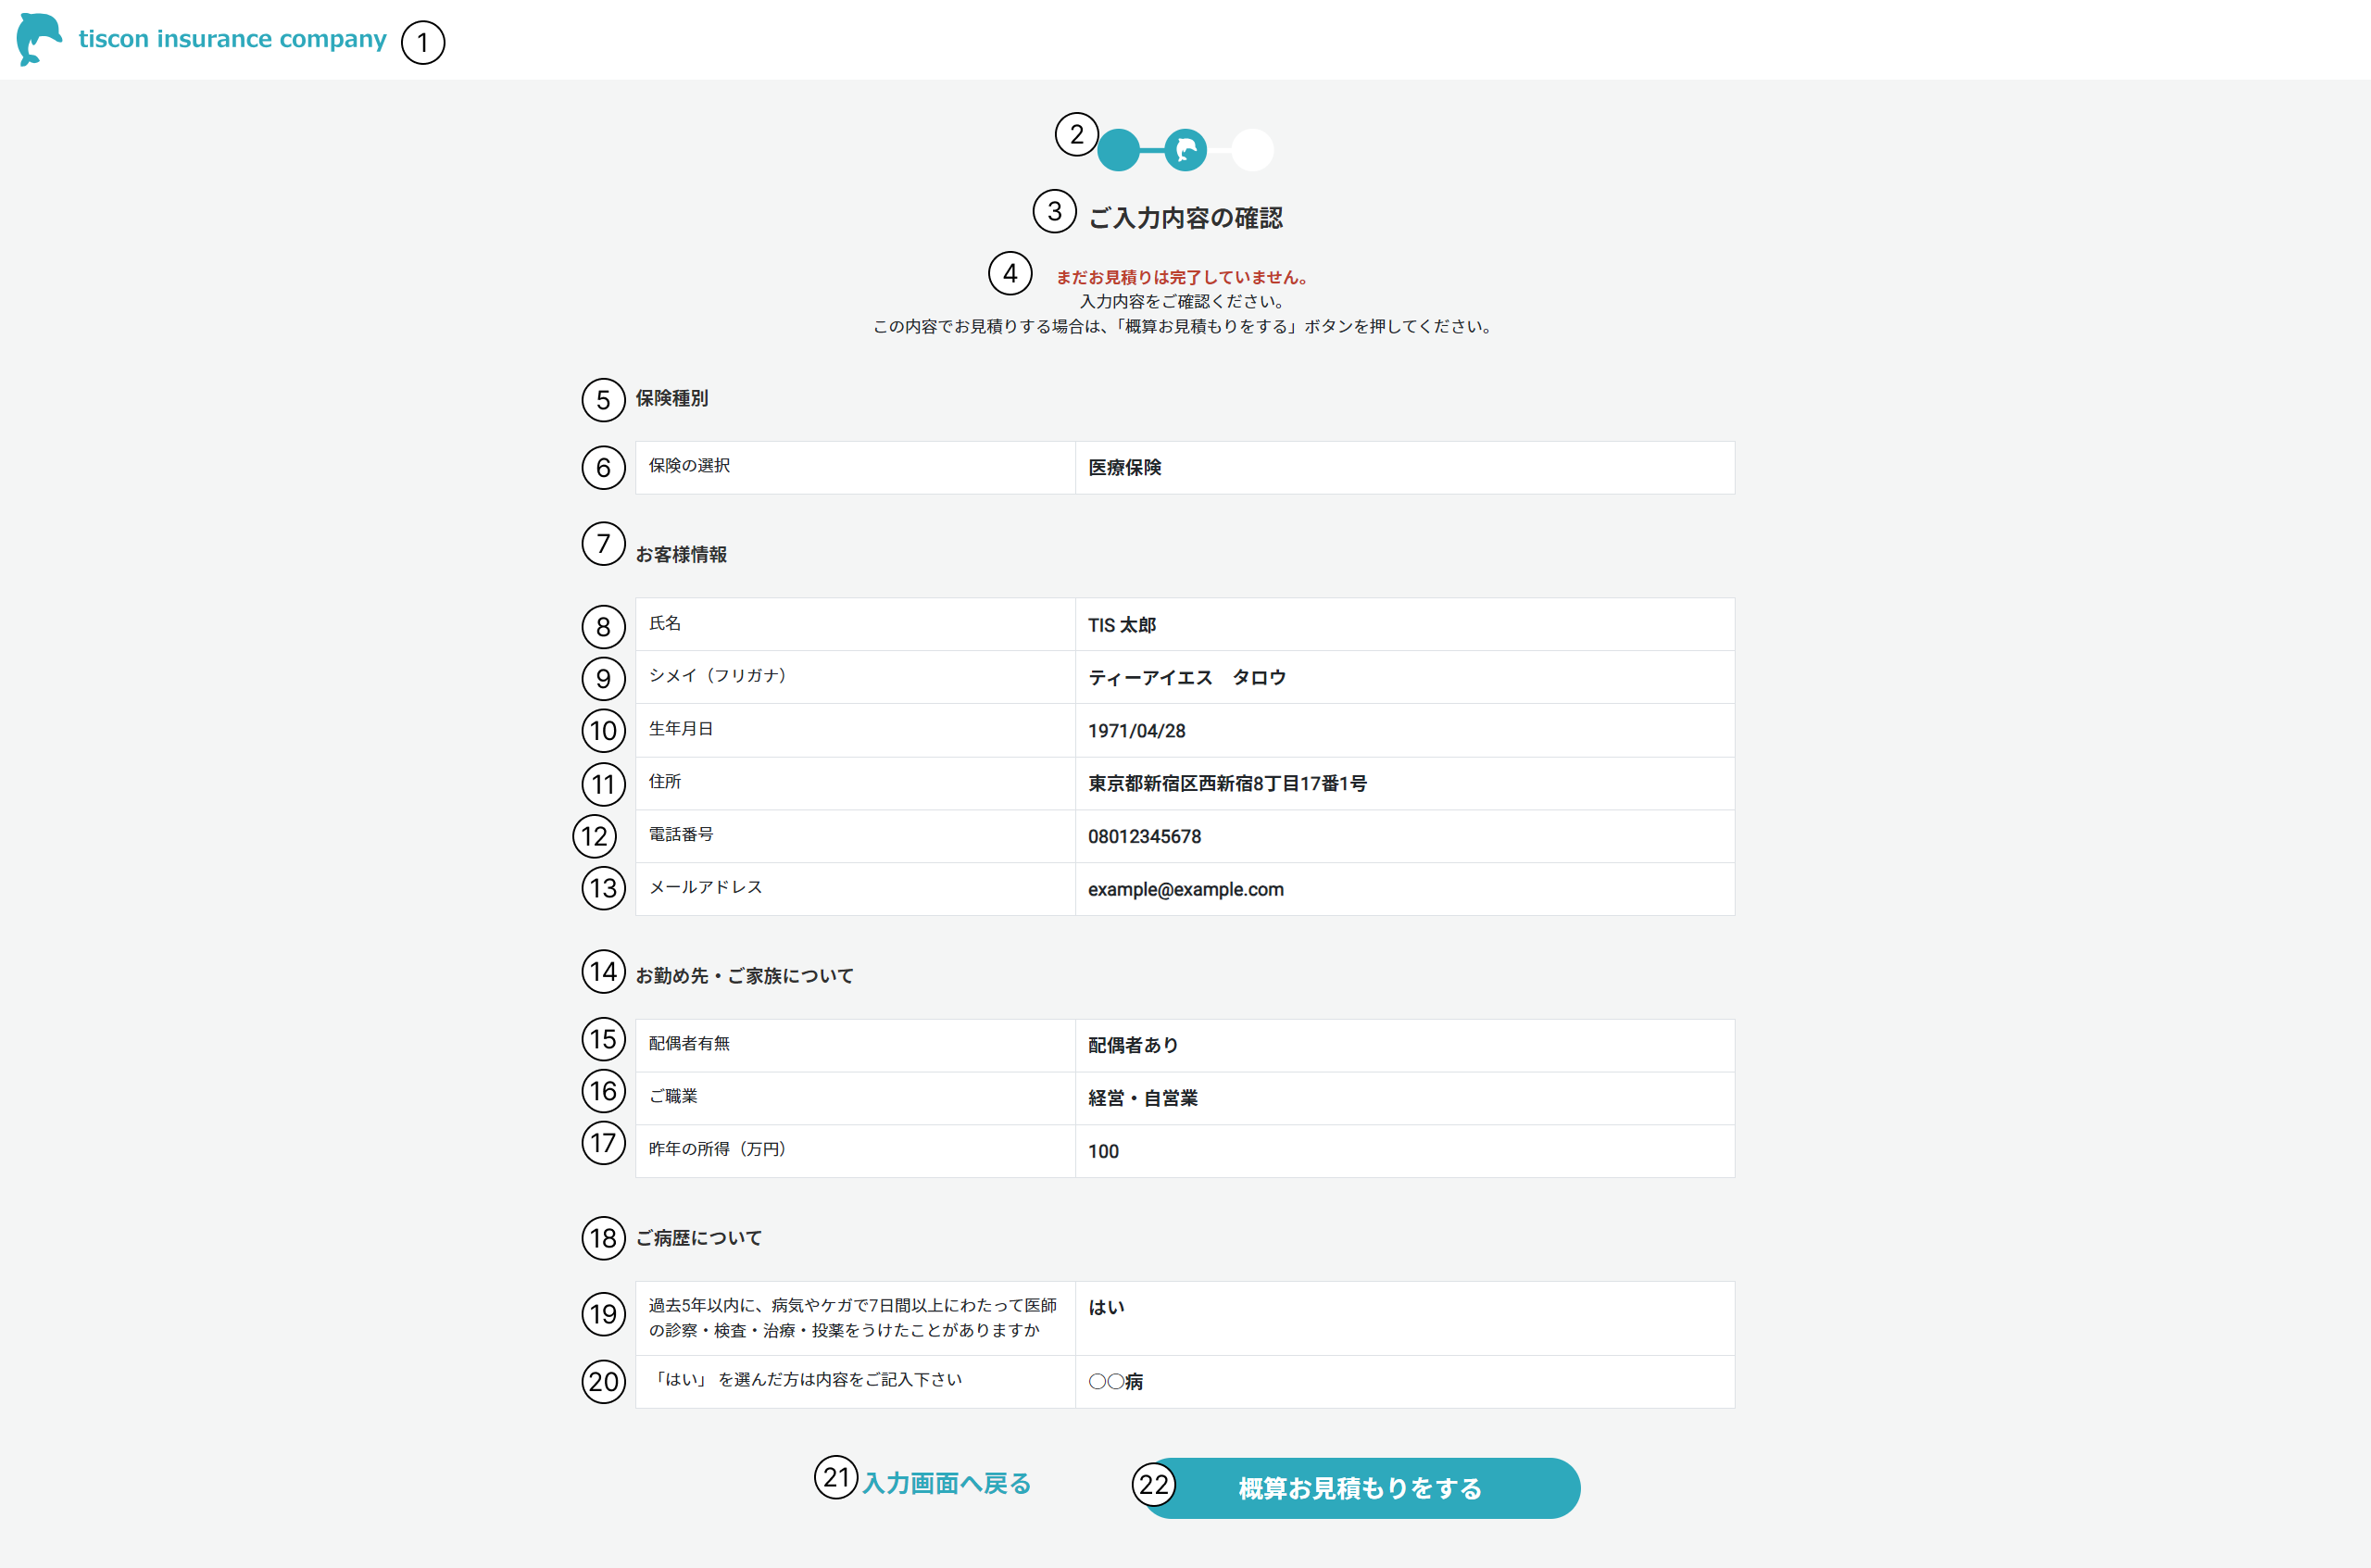 tiscon insurance company ①
②
③ ご入力内容の確認
④ まだお見積りは完了していません。
入力内容をご確認ください。
この内容でお見積りする場合は、「概算お見積もりをする」ボタンを押してください。
⑤ 保険種別
⑥ 保険の選択 医療保険
⑦ お客様情報
⑧ 氏名 TIS 太郎
⑨ シメイ（フリガナ） ティーアイエス　タロウ
⑩ 生年月日 1971/04/28
⑪ 住所 東京都新宿区西新宿8丁目17番1号
⑫ 電話番号 08012345678
⑬ メールアドレス example@example.com
⑭ お勤め先・ご家族について
⑮ 配偶者有無 配偶者あり
⑯ ご職業 経営・自営業
⑰ 昨年の所得（万円） 100
⑱ ご病歴について
⑲ 過去5年以内に、病気やケガで7日間以上にわたって医師 はい
の診察・検査・治療・投薬をうけたことがありますか
⑳ 「はい」 を選んだ方は内容をご記入下さい 〇〇病
㉑ 入力画面へ戻る ㉒ 概算お見積もりをする